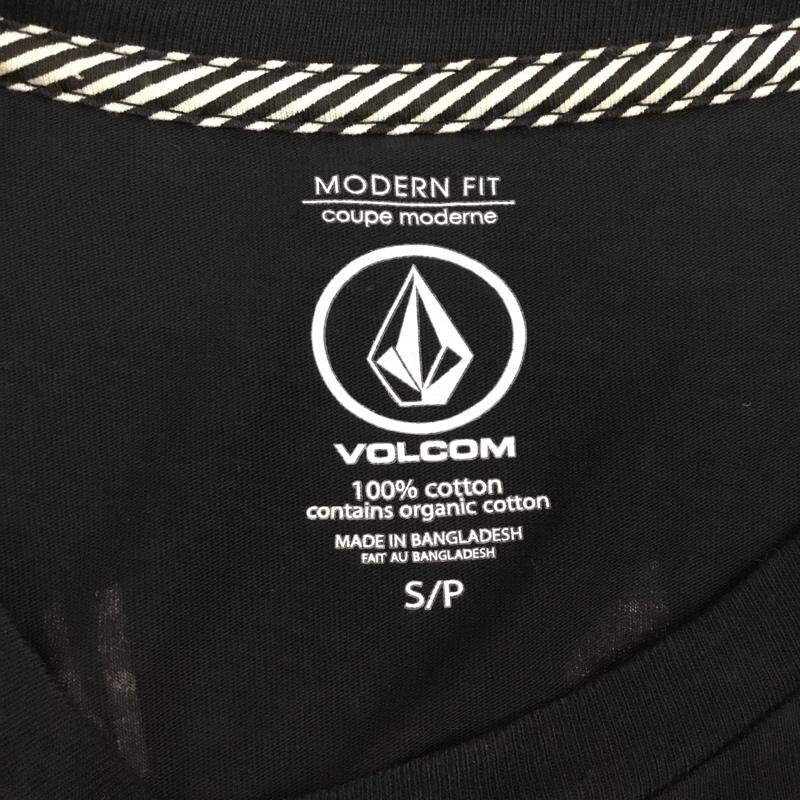 MODERN FIT
coupe moderne
VOLCOM
100% cotton
contains organic cotton
MADE IN BANGLADESH
FAIT AU BANGLADESH
S/P